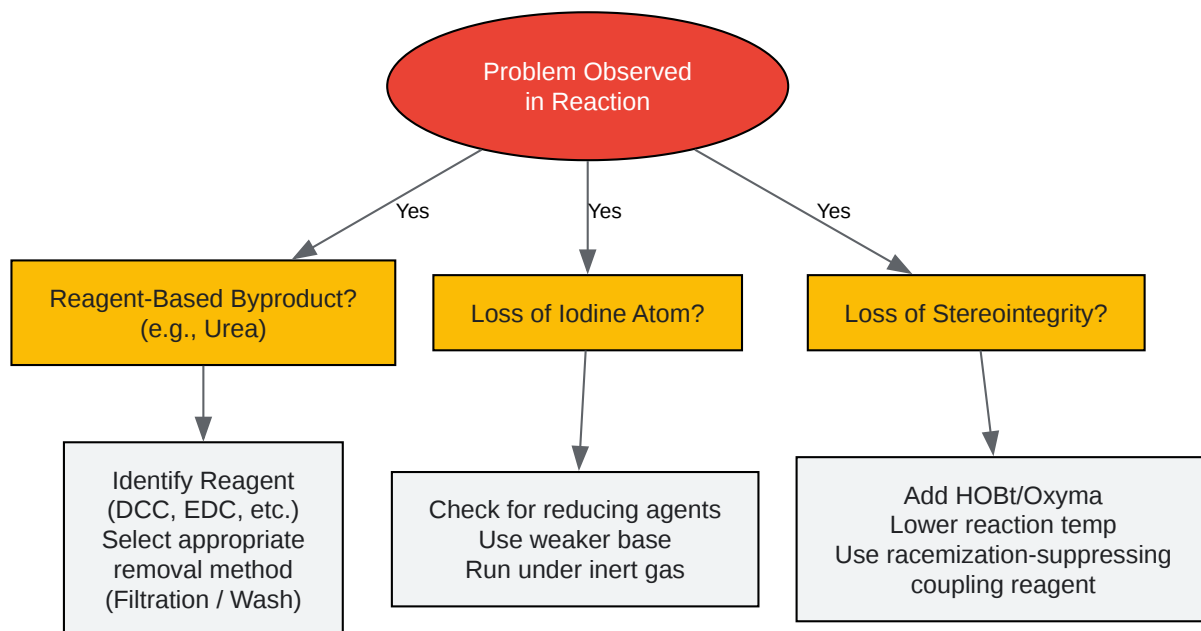 Problem Observed
in Reaction
Yes
Yes
Yes
Reagent-Based Byproduct?
(e.g., Urea)
Loss of Iodine Atom?
Loss of Stereointegrity?
Identify Reagent
(DCC, EDC, etc.)
Select appropriate
removal method
(Filtration / Wash)
Check for reducing agents
Use weaker base
Run under inert gas
Add HOBt/Oxyma
Lower reaction temp
Use racemization-suppressing
coupling reagent